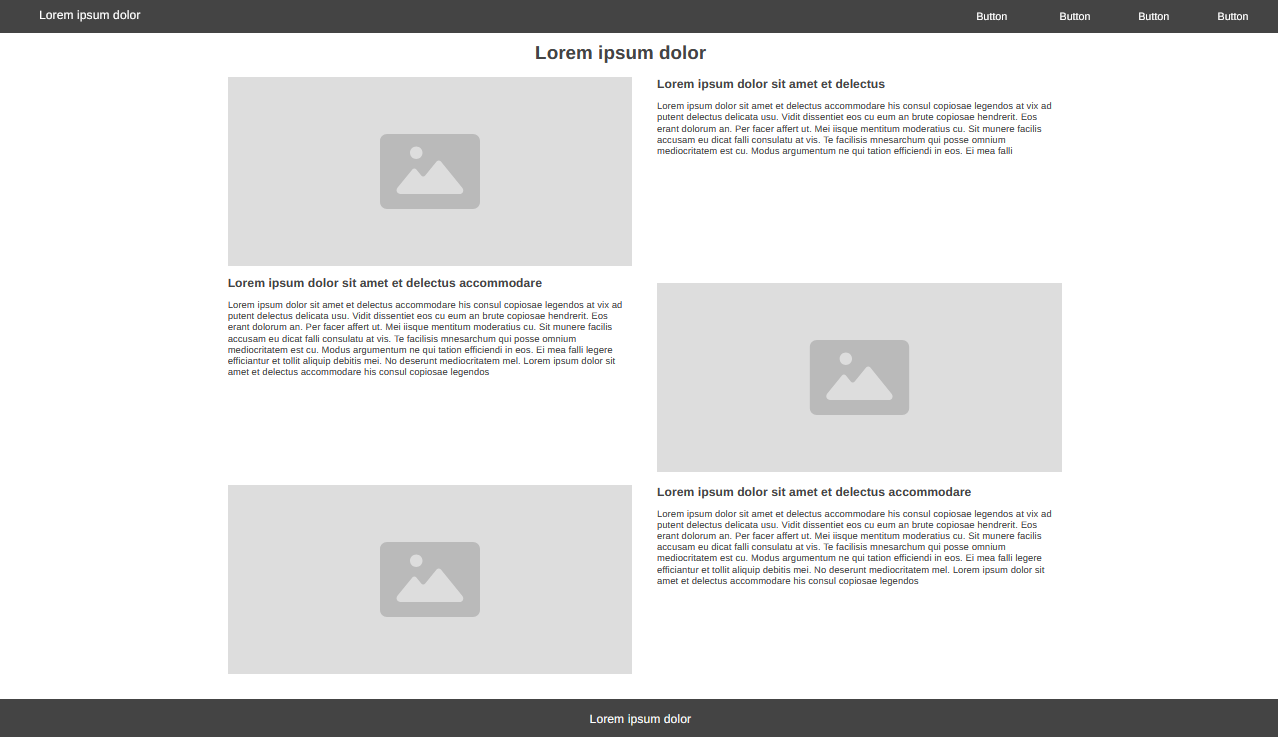 Lorem ipsum dolor
Button
Button
Button
Button
Lorem ipsum dolor
Lorem ipsum dolor sit amet et delectus
Lorem ipsum dolor sit amet et delectus accommodare his consul copiosae legendos at vix ad
putent delectus delicata usu. Vidit dissentiet eos cu eum an brute copiosae hendrerit. Eos
erant dolorum an. Per facer affert ut. Mei iisque mentitum moderatius cu. Sit munere facilis
accusam eu dicat falli consulatu at vis. Te facilisis mnesarchum qui posse omnium
mediocritatem est cu. Modus argumentum ne qui tation efficiendi in eos. Ei mea falli
Lorem ipsum dolor sit amet et delectus accommodare
Lorem ipsum dolor sit amet et delectus accommodare his consul copiosae legendos at vix ad
putent delectus delicata usu. Vidit dissentiet eos cu eum an brute copiosae hendrerit. Eos
erant dolorum an. Per facer affert ut. Mei iisque mentitum moderatius cu. Sit munere facilis
accusam eu dicat falli consulatu at vis. Te facilisis mnesarchum qui posse omnium
mediocritatem est cu. Modus argumentum ne qui tation efficiendi in eos. Ei mea falli legere
efficiantur et tollit aliquip debitis mei. No deserunt mediocritatem mel. Lorem ipsum dolor sit
amet et delectus accommodare his consul copiosae legendos
Lorem ipsum dolor sit amet et delectus accommodare
Lorem ipsum dolor sit amet et delectus accommodare his consul copiosae legendos at vix ad
putent delectus delicata usu. Vidit dissentiet eos cu eum an brute copiosae hendrerit. Eos
erant dolorum an. Per facer affert ut. Mei iisque mentitum moderatius cu. Sit munere facilis
accusam eu dicat falli consulatu at vis. Te facilisis mnesarchum qui posse omnium
mediocritatem est cu. Modus argumentum ne qui tation efficiendi in eos. Ei mea falli legere
efficiantur et tollit aliquip debitis mei. No deserunt mediocritatem mel. Lorem ipsum dolor sit
amet et delectus accommodare his consul copiosae legendos
Lorem ipsum dolor